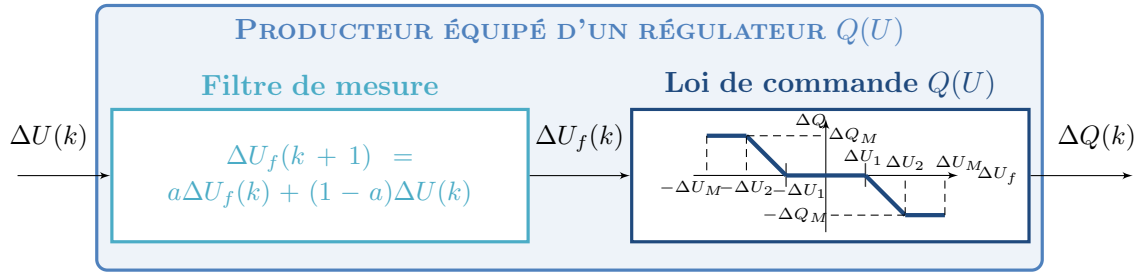 PRODUCTEUR ÉQUIPÉ D'UN RÉGULATEUR Q(U)
Filtre de mesure
Loi de commande Q(U)
ΔU(k)
ΔU_f(k + 1) =
aΔU_f(k) + (1 − a)ΔU(k)
ΔU_f(k)
ΔQ
ΔQ_M
ΔU_1
ΔU_2
ΔU_M
ΔU_f
−ΔU_M
−ΔU_2
−ΔU_1
−ΔQ_M
ΔQ(k)